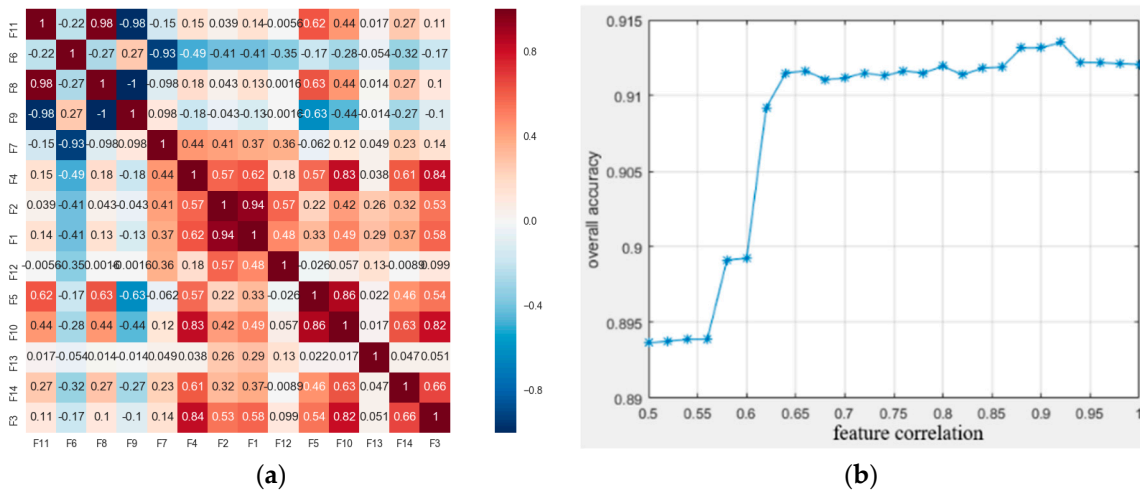 F11 1 -0.22 0.98 -0.98 -0.15 0.15 0.039 0.14 -0.0056 0.62 0.44 0.017 0.27 0.11
F6 -0.22 1 -0.27 0.27 -0.93 -0.49 -0.41 -0.41 -0.35 -0.17 -0.28 -0.054 -0.32 -0.17
F8 0.98 -0.27 1 -1 -0.098 0.18 0.043 0.13 0.0016 0.63 0.44 0.014 0.27 0.1
F9 -0.98 0.27 -1 1 0.098 -0.18 -0.043 -0.13 -0.0016 -0.63 -0.44 -0.014 -0.27 -0.1
F7 -0.15 -0.93 -0.098 0.098 1 0.44 0.41 0.37 0.36 -0.062 0.12 0.049 0.23 0.14
F4 0.15 -0.49 0.18 -0.18 0.44 1 0.57 0.62 0.18 0.57 0.83 0.038 0.61 0.84
F2 0.039 -0.41 0.043 -0.043 0.41 0.57 1 0.94 0.57 0.22 0.42 0.26 0.32 0.53
F1 0.14 -0.41 0.13 -0.13 0.37 0.62 0.94 1 0.48 0.33 0.49 0.29 0.37 0.58
F12 -0.0056 -0.35 0.0016 -0.0016 0.36 0.18 0.57 0.48 1 -0.026 0.057 0.13 -0.0089 0.099
F5 0.62 -0.17 0.63 -0.63 -0.062 0.57 0.22 0.33 -0.026 1 0.86 0.022 0.46 0.54
F10 0.44 -0.28 0.44 -0.44 0.12 0.83 0.42 0.49 0.057 0.86 1 0.017 0.63 0.82
F13 0.017 -0.054 0.014 -0.014 0.049 0.038 0.26 0.29 0.13 0.022 0.017 1 0.047 0.051
F14 0.27 -0.32 0.27 -0.27 0.23 0.61 0.32 0.37 -0.0089 0.46 0.63 0.047 1 0.66
F3 0.11 -0.17 0.1 -0.1 0.14 0.84 0.53 0.58 0.099 0.54 0.82 0.051 0.66 1
F11 F6 F8 F9 F7 F4 F2 F1 F12 F5 F10 F13 F14 F3
0.8
0.4
0.0
−0.4
−0.8
(a)
overall accuracy
0.915
0.91
0.905
0.9
0.895
0.89
0.5 0.55 0.6 0.65 0.7 0.75 0.8 0.85 0.9 0.95 1
feature correlation
(b)